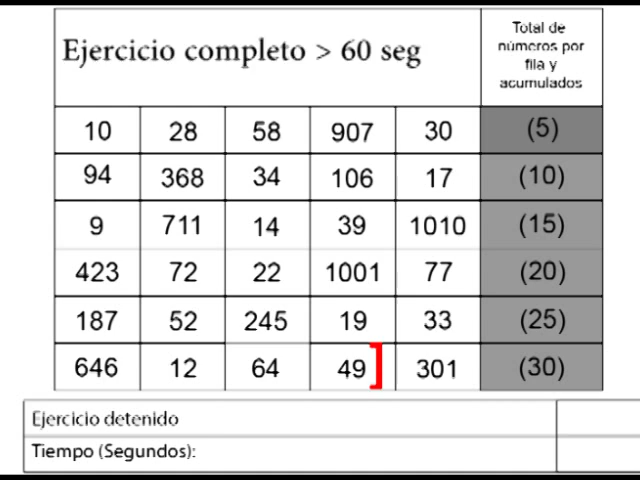 Ejercicio completo > 60 seg
Total de
números por
fila y
acumulados
10 28 58 907 30 (5)
94 368 34 106 17 (10)
9 711 14 39 1010 (15)
423 72 22 1001 77 (20)
187 52 245 19 33 (25)
646 12 64 49] 301 (30)
Ejercicio detenido
Tiempo (Segundos):